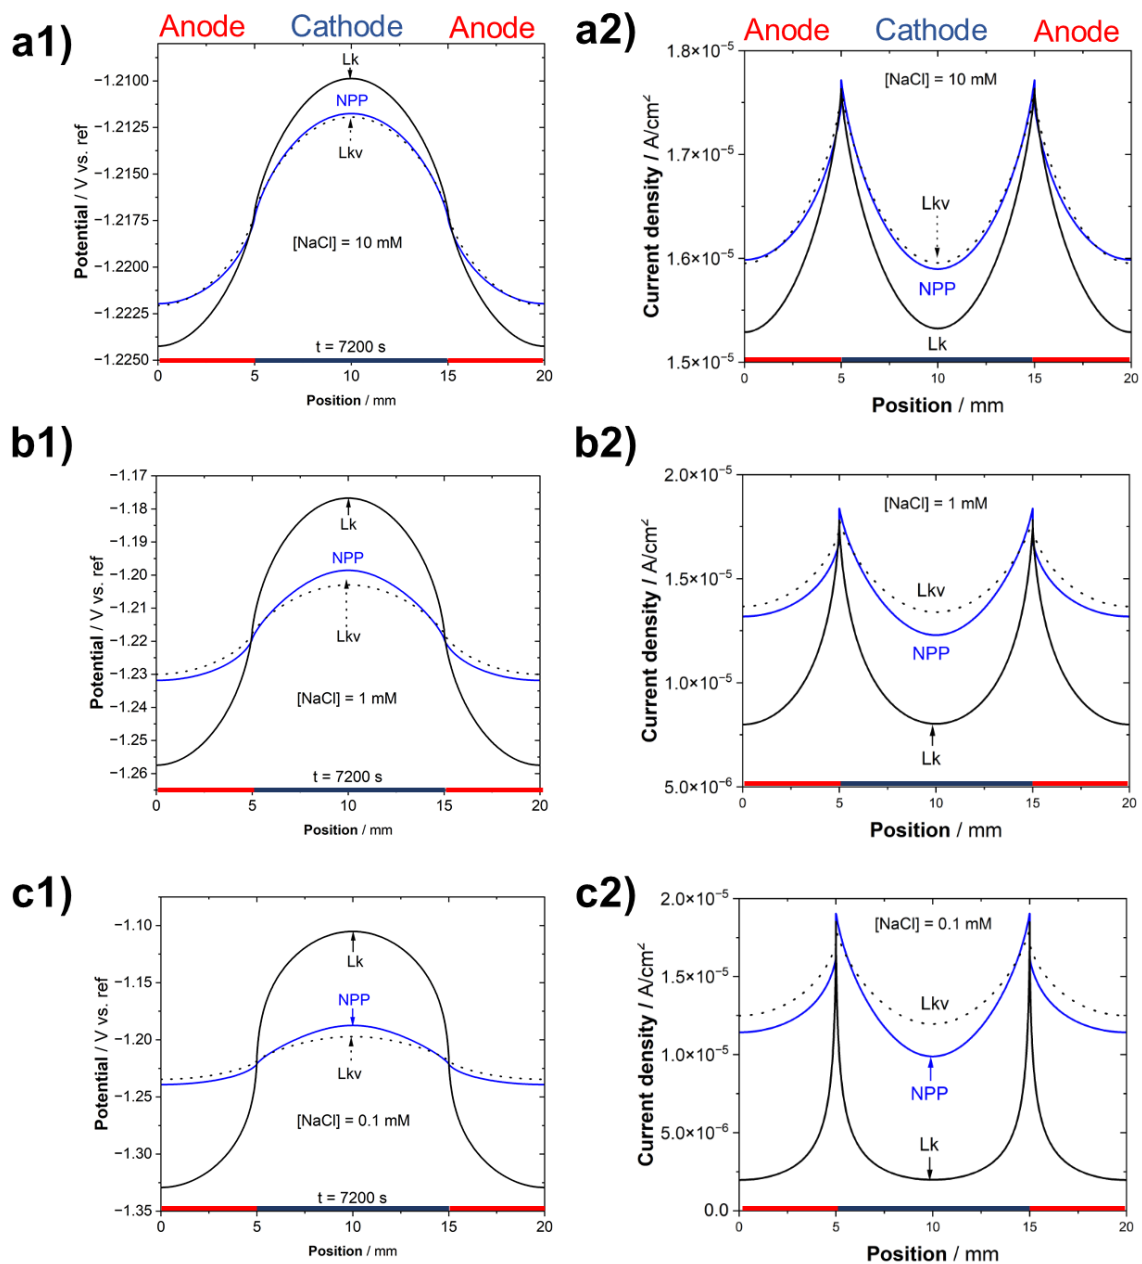 a1)
Anode Cathode Anode
Potential / V vs. ref
−1.2100
−1.2125
−1.2150
−1.2175
−1.2200
−1.2225
−1.2250
Lk
NPP
Lkv
[NaCl] = 10 mM
t = 7200 s
0 5 10 15 20
Position / mm
a2)
Anode Cathode Anode
Current density / A/cm²
1.8×10⁻⁵
1.7×10⁻⁵
1.6×10⁻⁵
1.5×10⁻⁵
[NaCl] = 10 mM
Lkv
NPP
Lk
0 5 10 15 20
Position / mm
b1)
Potential / V vs. ref
−1.17
−1.18
−1.19
−1.20
−1.21
−1.22
−1.23
−1.24
−1.25
−1.26
Lk
NPP
Lkv
[NaCl] = 1 mM
t = 7200 s
0 5 10 15 20
Position / mm
b2)
Current density / A/cm²
2.0×10⁻⁵
1.5×10⁻⁵
1.0×10⁻⁵
5.0×10⁻⁶
[NaCl] = 1 mM
Lkv
NPP
Lk
0 5 10 15 20
Position / mm
c1)
Potential / V vs. ref
−1.10
−1.15
−1.20
−1.25
−1.30
−1.35
Lk
NPP
Lkv
[NaCl] = 0.1 mM
t = 7200 s
0 5 10 15 20
Position / mm
c2)
Current density / A/cm²
2.0×10⁻⁵
1.5×10⁻⁵
1.0×10⁻⁵
5.0×10⁻⁶
0.0
[NaCl] = 0.1 mM
Lkv
NPP
Lk
0 5 10 15 20
Position / mm